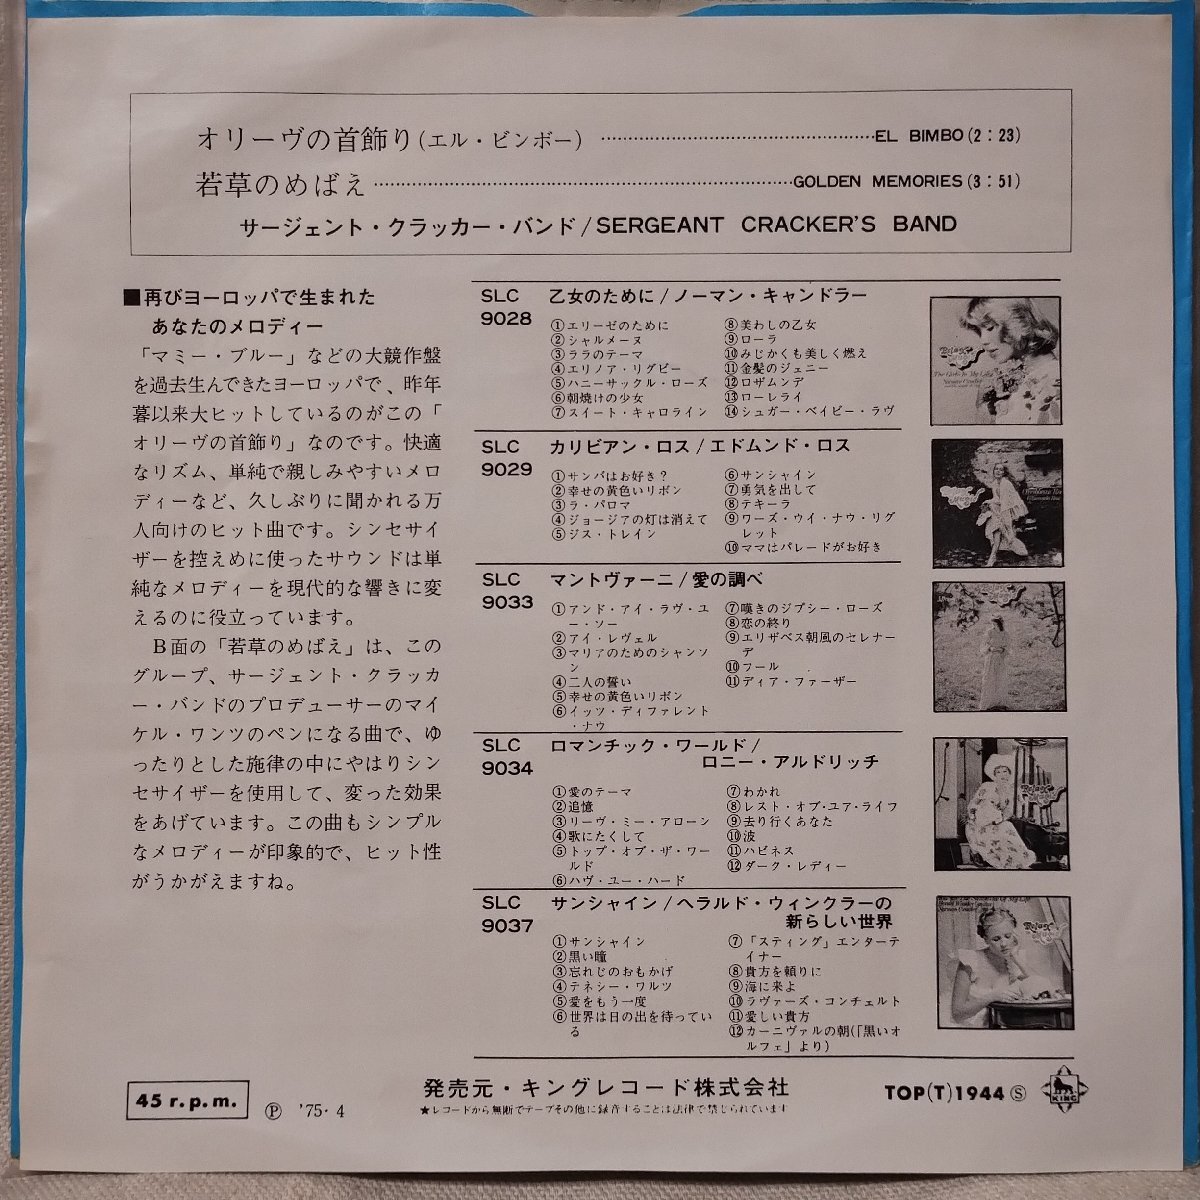 オリーヴの首飾り(エル・ビンボー)……………EL BIMBO(2：23)
若草のめばえ……………GOLDEN MEMORIES(3：51)
サージェント・クラッカー・バンド/SERGEANT CRACKER'S BAND
■再びヨーロッパで生まれた
あなたのメロディー
「マミー・ブルー」などの大競作盤
を過去生んできたヨーロッパで、昨年
暮以来大ヒットしているのがこの「
オリーヴの首飾り」なのです。快適
なリズム、単純で親しみやすいメロ
ディーなど、久しぶりに聞かれる万
人向けのヒット曲です。シンセサイ
ザーを控えめに使ったサウンドは単
純なメロディーを現代的な響きに変
えるのに役立っています。
B面の「若草のめばえ」は、この
グループ、サージェント・クラッカ
ー・バンドのプロデューサーのマイ
ケル・ワンツのペンになる曲で、ゆ
ったりとした施律の中にやはりシン
セサイザーを使用して、変った効果
をあげています。この曲もシンプル
なメロディーが印象的で、ヒット性
がうかがえますね。
SLC
9028
乙女のために/ノーマン・キャンドラー
①エリーゼのために
②シャルメーヌ
③ララのテーマ
④エリノア・リグビー
⑤ハニーサックル・ローズ
⑥朝焼けの少女
⑦スイート・キャロライン
⑧美わしの乙女
⑨ローラ
⑩みじかくも美しく燃え
⑪金髪のジェニー
⑫ロザムンデ
⑬ローレライ
⑭シュガー・ベイビー・ラヴ
SLC
9029
カリビアン・ロス/エドムンド・ロス
①サンバはお好き？
②幸せの黄色いリボン
③ラ・パロマ
④ジョージアの灯は消えて
⑤ジス・トレイン
⑥サンシャイン
⑦勇気を出して
⑧テキーラ
⑨ワーズ・ウイ・ナウ・リグ
レット
⑩ママはパレードがお好き
SLC
9033
マントヴァーニ/愛の調べ
①アンド・アイ・ラヴ・ユ
ー・ソー
②アイ・レヴェル
③マリアのためのシャンソ
ン
④二人の誓い
⑤幸せの黄色いリボン
⑥イッツ・ディファレント
・ナウ
⑦嘆きのジプシー・ローズ
⑧恋の終り
⑨エリザベス朝風のセレナー
デ
⑩フール
⑪ディア・ファーザー
SLC
9034
ロマンチック・ワールド/
ロニー・アルドリッチ
①愛のテーマ
②追憶
③リーヴ・ミー・アローン
④歌にたくして
⑤トップ・オブ・ザ・ワー
ルド
⑥ハヴ・ユー・ハード
⑦わかれ
⑧レスト・オブ・ユア・ライフ
⑨去り行くあなた
⑩波
⑪ハピネス
⑫ダーク・レディー
SLC
9037
サンシャイン/ヘラルド・ウィンクラーの
新らしい世界
①サンシャイン
②黒い瞳
③忘れじのおもかげ
④テネシー・ワルツ
⑤愛をもう一度
⑥世界は日の出を待ってい
る
⑦「スティング」エンターテ
イナー
⑧貴方を頼りに
⑨海に来よ
⑩ラヴァーズ・コンチェルト
⑪愛しい貴方
⑫カーニヴァルの朝(「黒いオ
ルフェ」より)
45 r.p.m.
Ⓟ '75・4
発売元・キングレコード株式会社
★レコードから無断でテープその他に録音することは法律で禁じられています
TOP(T)1944 Ⓢ
KING